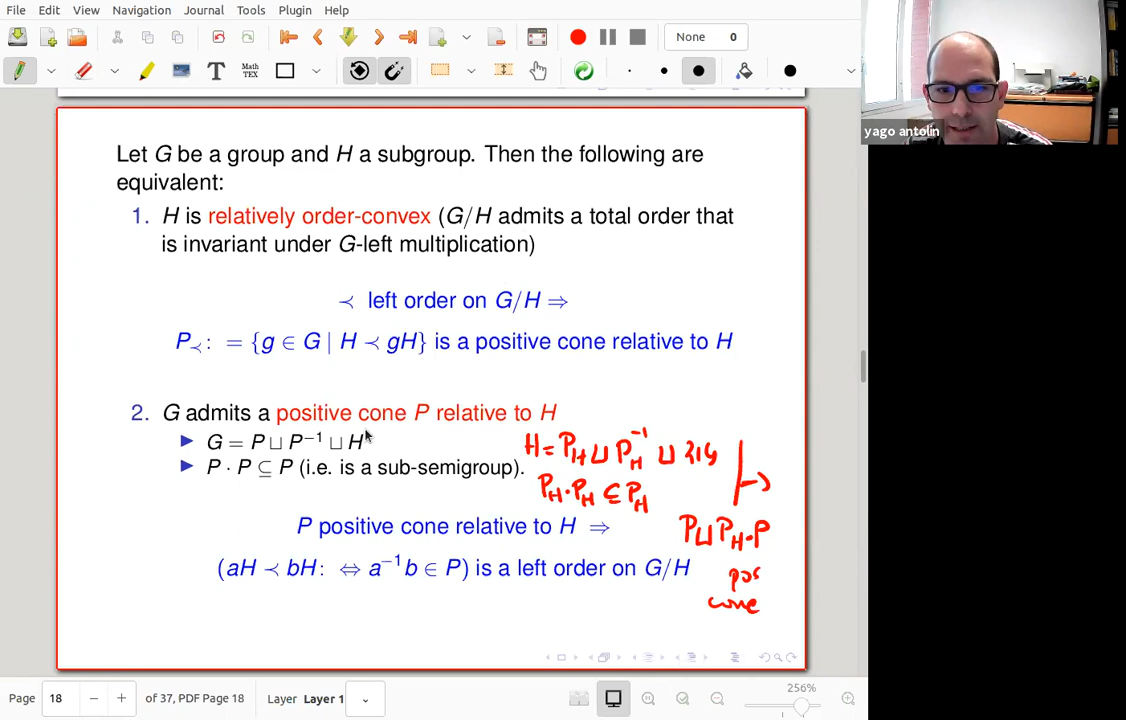 File Edit View Navigation Journal Tools Plugin Help
None 0
T MATH TEX
yago antolin
Let G be a group and H a subgroup. Then the following are
equivalent:
1. H is relatively order-convex (G/H admits a total order that
is invariant under G-left multiplication)
≺ left order on G/H ⇒
P≺: = {g ∈ G | H ≺ gH} is a positive cone relative to H
2. G admits a positive cone P relative to H
▶ G = P ⊔ P⁻¹ ⊔ H
▶ P · P ⊆ P (i.e. is a sub-semigroup).
H = P_H ⊔ P_H⁻¹ ⊔ {1}
P_H · P_H ⊆ P_H
P ⊔ P_H · P
pos
cone
P positive cone relative to H ⇒
(aH ≺ bH: ⇔ a⁻¹b ∈ P) is a left order on G/H
Page 18 − + of 37, PDF Page 18 Layer Layer 1 256%